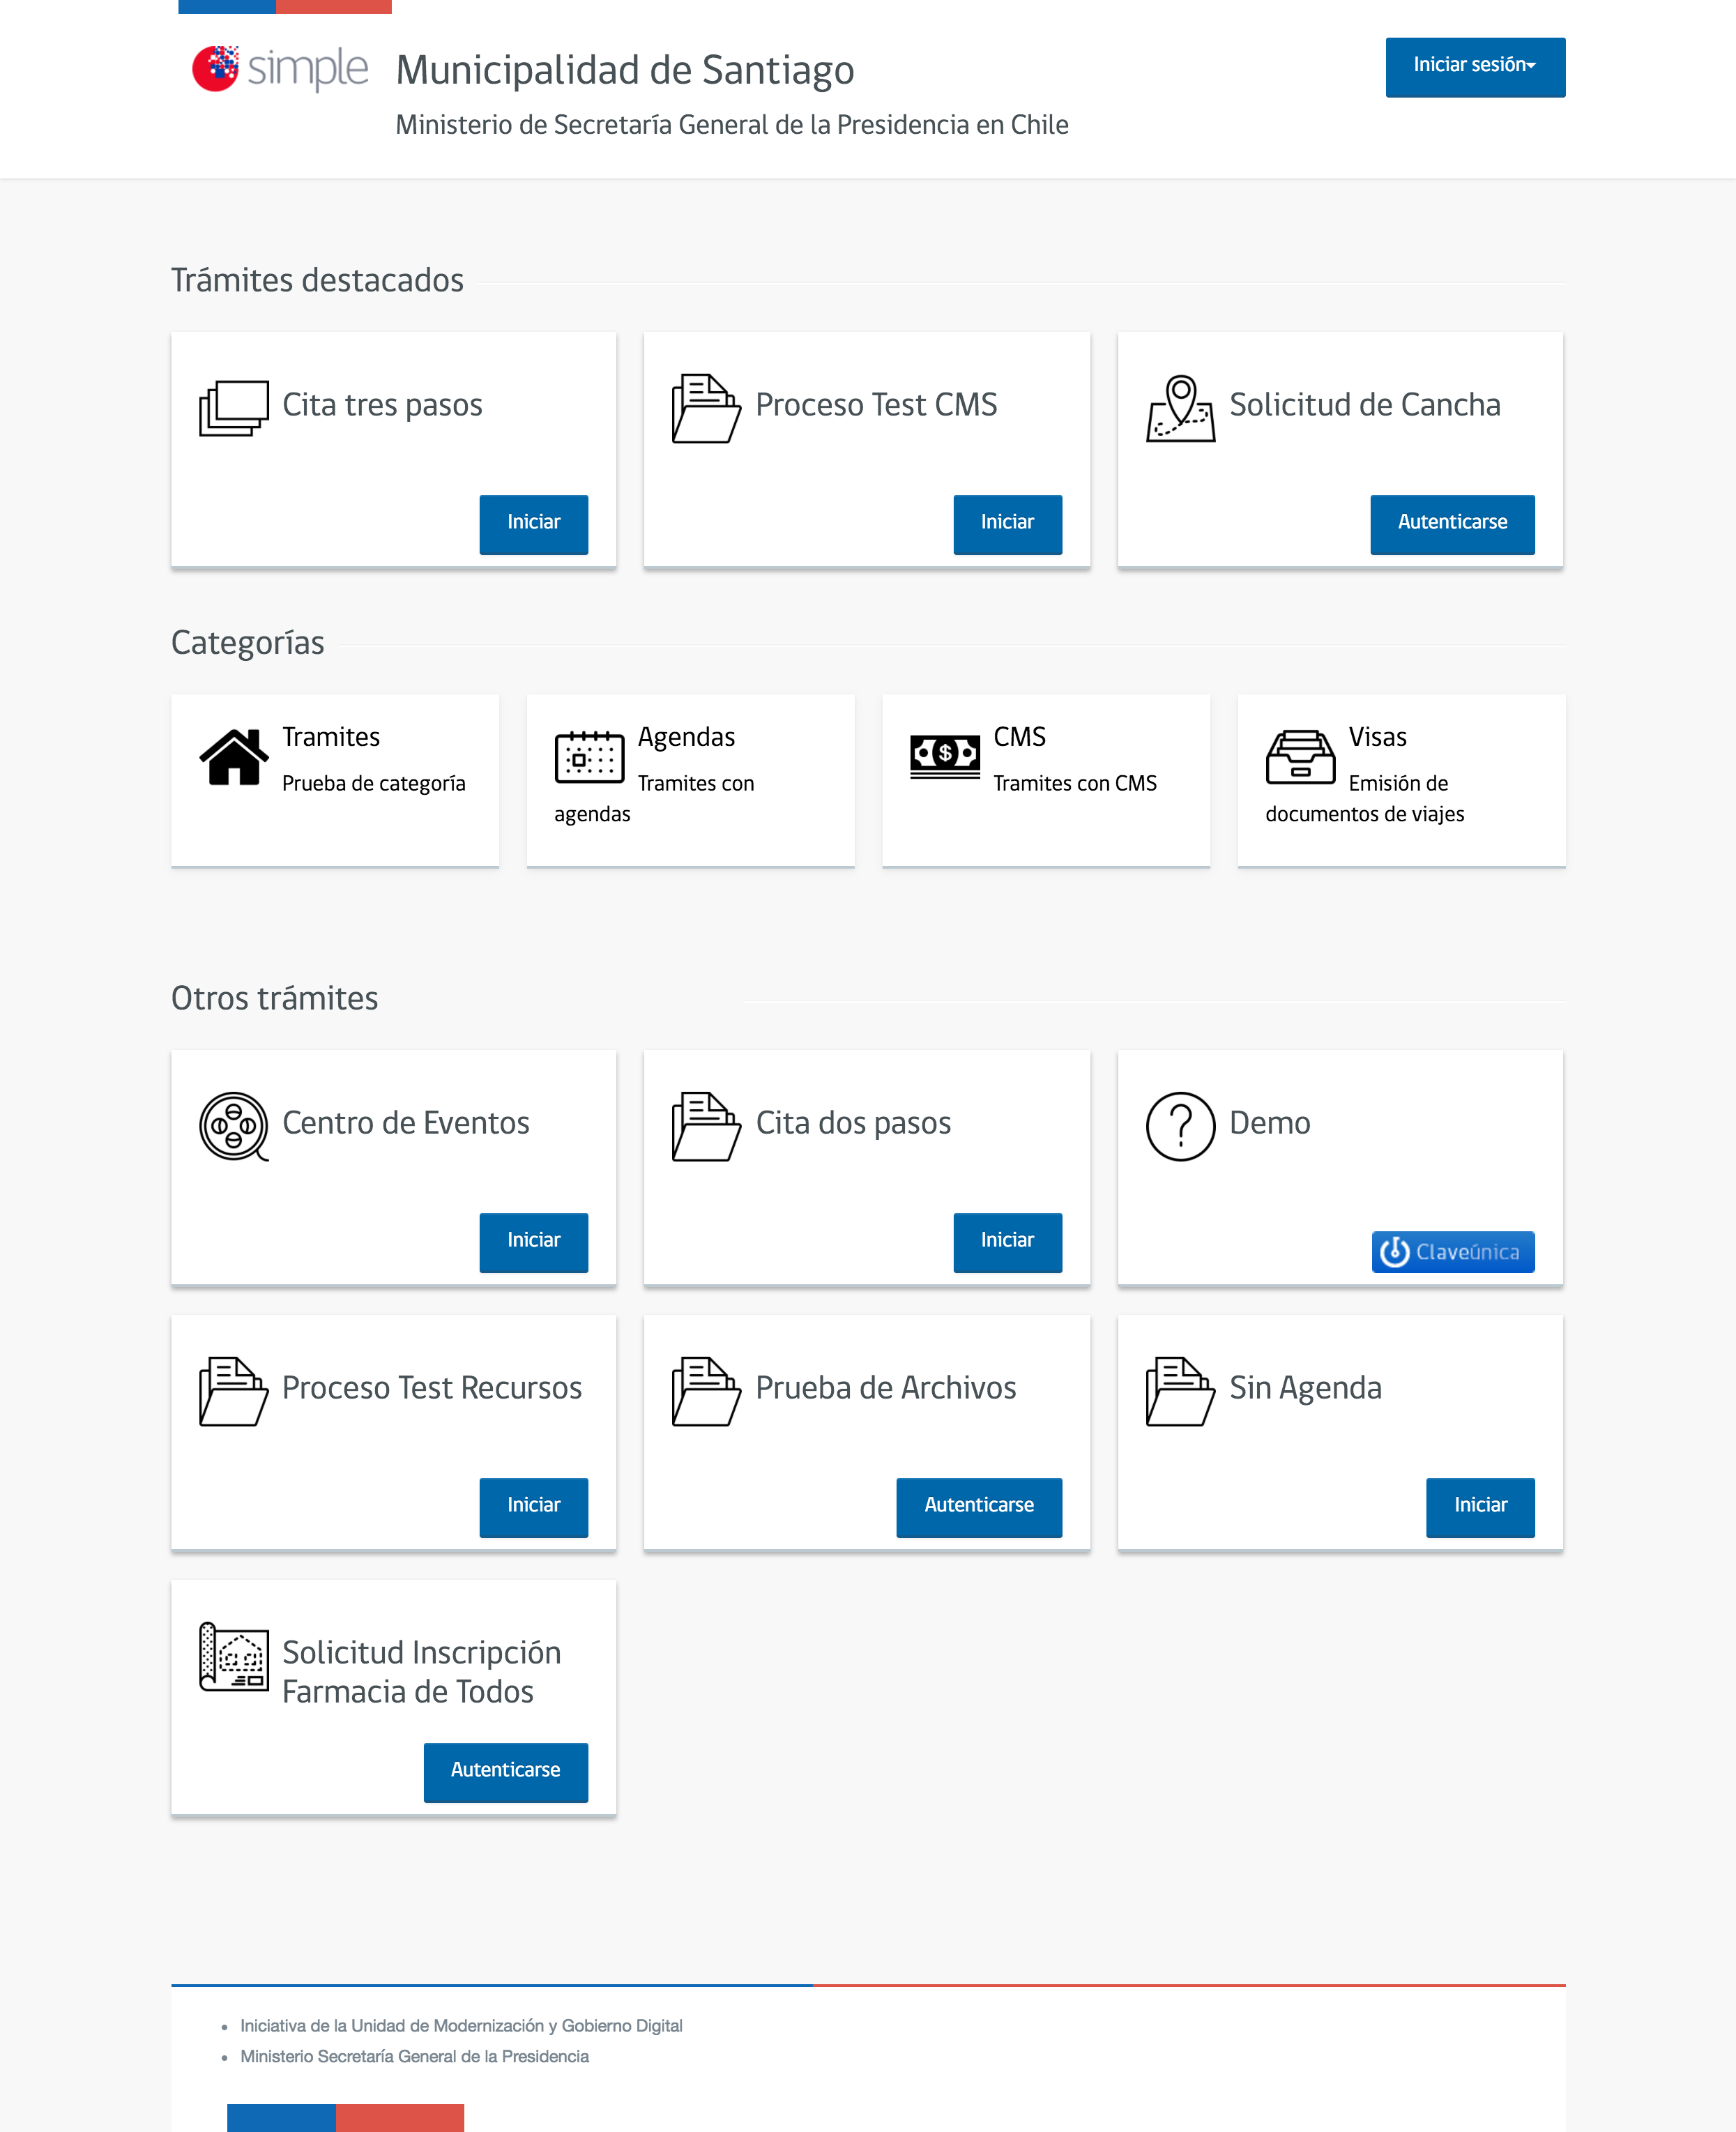 simple
Municipalidad de Santiago
Ministerio de Secretaría General de la Presidencia en Chile
Iniciar sesión
Trámites destacados
Cita tres pasos
Iniciar
Proceso Test CMS
Iniciar
Solicitud de Cancha
Autenticarse
Categorías
Tramites
Prueba de categoría
Agendas
Tramites con
agendas
CMS
Tramites con CMS
Visas
Emisión de
documentos de viajes
Otros trámites
Centro de Eventos
Iniciar
Cita dos pasos
Iniciar
Demo
Claveúnica
Proceso Test Recursos
Iniciar
Prueba de Archivos
Autenticarse
Sin Agenda
Iniciar
Solicitud Inscripción
Farmacia de Todos
Autenticarse
Iniciativa de la Unidad de Modernización y Gobierno Digital
Ministerio Secretaría General de la Presidencia